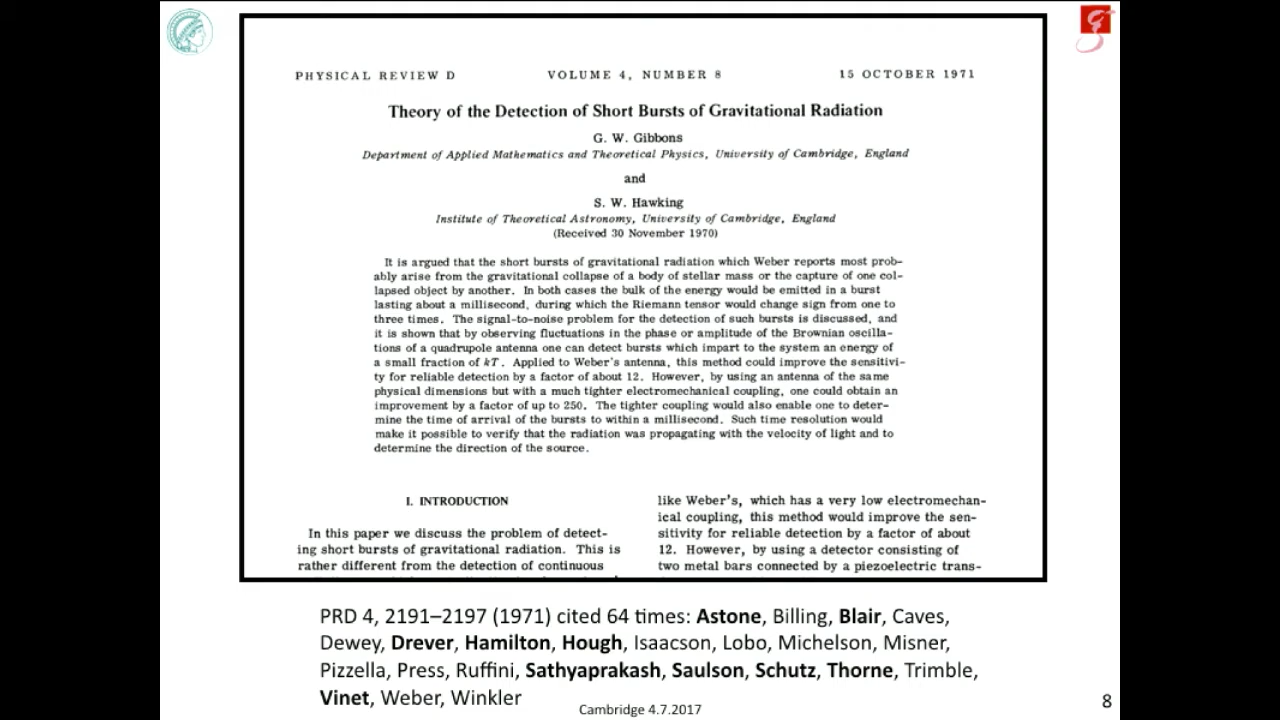 PHYSICAL REVIEW D VOLUME 4, NUMBER 8 15 OCTOBER 1971
Theory of the Detection of Short Bursts of Gravitational Radiation
G. W. Gibbons
Department of Applied Mathematics and Theoretical Physics, University of Cambridge, England
and
S. W. Hawking
Institute of Theoretical Astronomy, University of Cambridge, England
(Received 30 November 1970)
It is argued that the short bursts of gravitational radiation which Weber reports most prob-
ably arise from the gravitational collapse of a body of stellar mass or the capture of one col-
lapsed object by another. In both cases the bulk of the energy would be emitted in a burst
lasting about a millisecond, during which the Riemann tensor would change sign from one to
three times. The signal-to-noise problem for the detection of such bursts is discussed, and
it is shown that by observing fluctuations in the phase or amplitude of the Brownian oscilla-
tions of a quadrupole antenna one can detect bursts which impart to the system an energy of
a small fraction of kT. Applied to Weber's antenna, this method could improve the sensitivi-
ty for reliable detection by a factor of about 12. However, by using an antenna of the same
physical dimensions but with a much tighter electromechanical coupling, one could obtain an
improvement by a factor of up to 250. The tighter coupling would also enable one to deter-
mine the time of arrival of the bursts to within a millisecond. Such time resolution would
make it possible to verify that the radiation was propagating with the velocity of light and to
determine the direction of the source.
I. INTRODUCTION
In this paper we discuss the problem of detect-
ing short bursts of gravitational radiation. This is
rather different from the detection of continuous
like Weber's, which has a very low electromechan-
ical coupling, this method would improve the sen-
sitivity for reliable detection by a factor of about
12. However, by using a detector consisting of
two metal bars connected by a piezoelectric trans-
PRD 4, 2191–2197 (1971) cited 64 times: Astone, Billing, Blair, Caves,
Dewey, Drever, Hamilton, Hough, Isaacson, Lobo, Michelson, Misner,
Pizzella, Press, Ruffini, Sathyaprakash, Saulson, Schutz, Thorne, Trimble,
Vinet, Weber, Winkler
Cambridge 4.7.2017
8